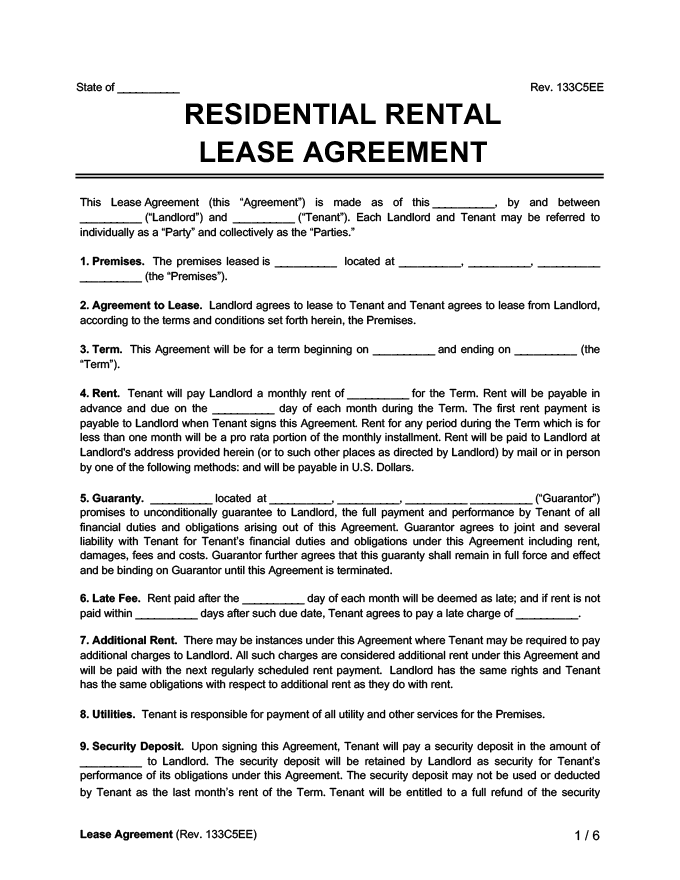 State of __________ Rev. 133C5EE
RESIDENTIAL RENTAL
LEASE AGREEMENT
This Lease Agreement (this “Agreement”) is made as of this __________, by and between
__________ (“Landlord”) and __________ (“Tenant”). Each Landlord and Tenant may be referred to
individually as a “Party” and collectively as the “Parties.”
1. Premises. The premises leased is __________ located at __________, __________, __________
__________ (the “Premises”).
2. Agreement to Lease. Landlord agrees to lease to Tenant and Tenant agrees to lease from Landlord,
according to the terms and conditions set forth herein, the Premises.
3. Term. This Agreement will be for a term beginning on __________ and ending on __________ (the
“Term”).
4. Rent. Tenant will pay Landlord a monthly rent of __________ for the Term. Rent will be payable in
advance and due on the __________ day of each month during the Term. The first rent payment is
payable to Landlord when Tenant signs this Agreement. Rent for any period during the Term which is for
less than one month will be a pro rata portion of the monthly installment. Rent will be paid to Landlord at
Landlord's address provided herein (or to such other places as directed by Landlord) by mail or in person
by one of the following methods: and will be payable in U.S. Dollars.
5. Guaranty. __________ located at __________, __________, __________ __________ (“Guarantor”)
promises to unconditionally guarantee to Landlord, the full payment and performance by Tenant of all
financial duties and obligations arising out of this Agreement. Guarantor agrees to joint and several
liability with Tenant for Tenant’s financial duties and obligations under this Agreement including rent,
damages, fees and costs. Guarantor further agrees that this guaranty shall remain in full force and effect
and be binding on Guarantor until this Agreement is terminated.
6. Late Fee. Rent paid after the __________ day of each month will be deemed as late; and if rent is not
paid within __________ days after such due date, Tenant agrees to pay a late charge of __________.
7. Additional Rent. There may be instances under this Agreement where Tenant may be required to pay
additional charges to Landlord. All such charges are considered additional rent under this Agreement and
will be paid with the next regularly scheduled rent payment. Landlord has the same rights and Tenant
has the same obligations with respect to additional rent as they do with rent.
8. Utilities. Tenant is responsible for payment of all utility and other services for the Premises.
9. Security Deposit. Upon signing this Agreement, Tenant will pay a security deposit in the amount of
__________ to Landlord. The security deposit will be retained by Landlord as security for Tenant’s
performance of its obligations under this Agreement. The security deposit may not be used or deducted
by Tenant as the last month’s rent of the Term. Tenant will be entitled to a full refund of the security
Lease Agreement (Rev. 133C5EE) 1 / 6